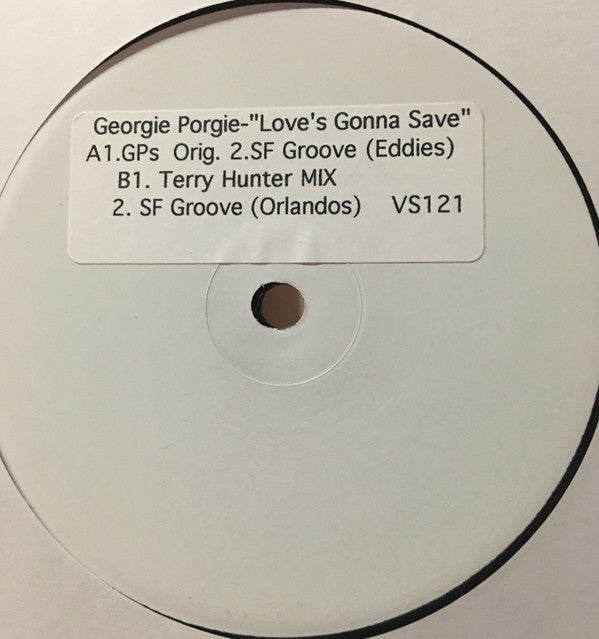 Georgie Porgie-"Love's Gonna Save"
A1.GPs Orig. 2.SF Groove (Eddies)
B1. Terry Hunter MIX
2. SF Groove (Orlandos) VS121